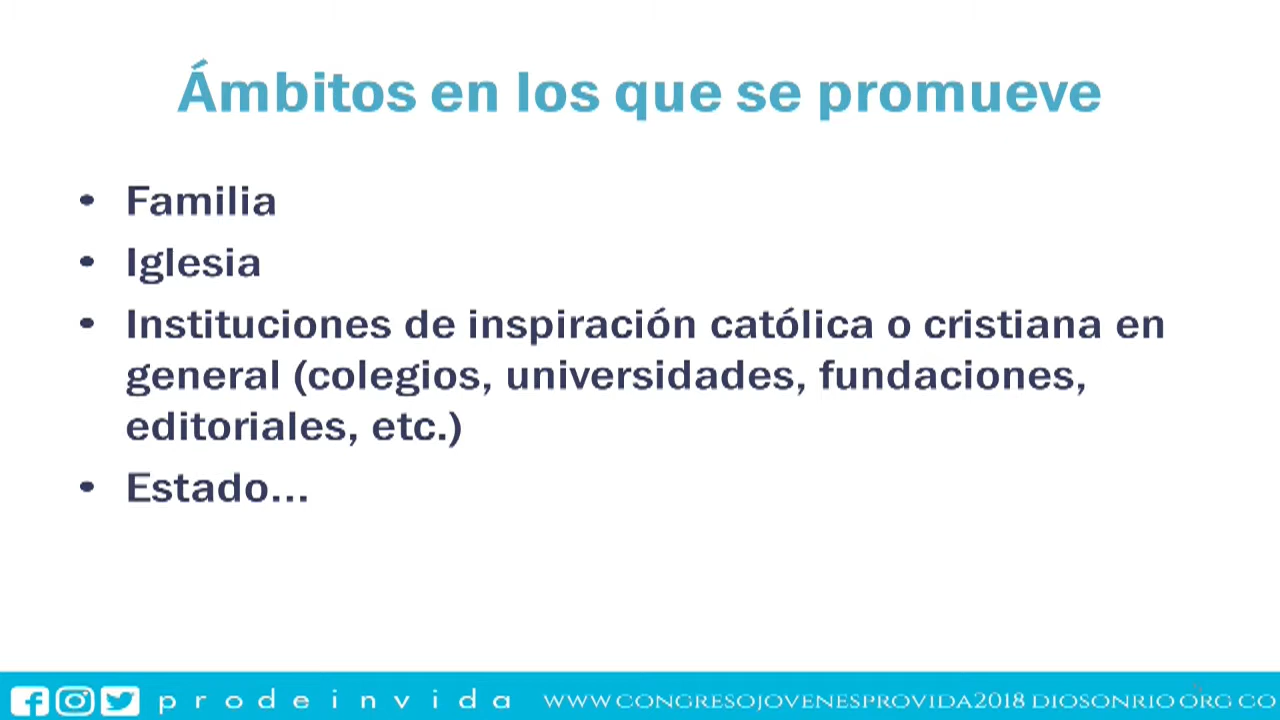 Ámbitos en los que se promueve
• Familia
• Iglesia
• Instituciones de inspiración católica o cristiana en
general (colegios, universidades, fundaciones,
editoriales, etc.)
• Estado...
prodeinvida WWW.CONGRESOJOVENESPROVIDA2018 DIOSONRIO ORG CO